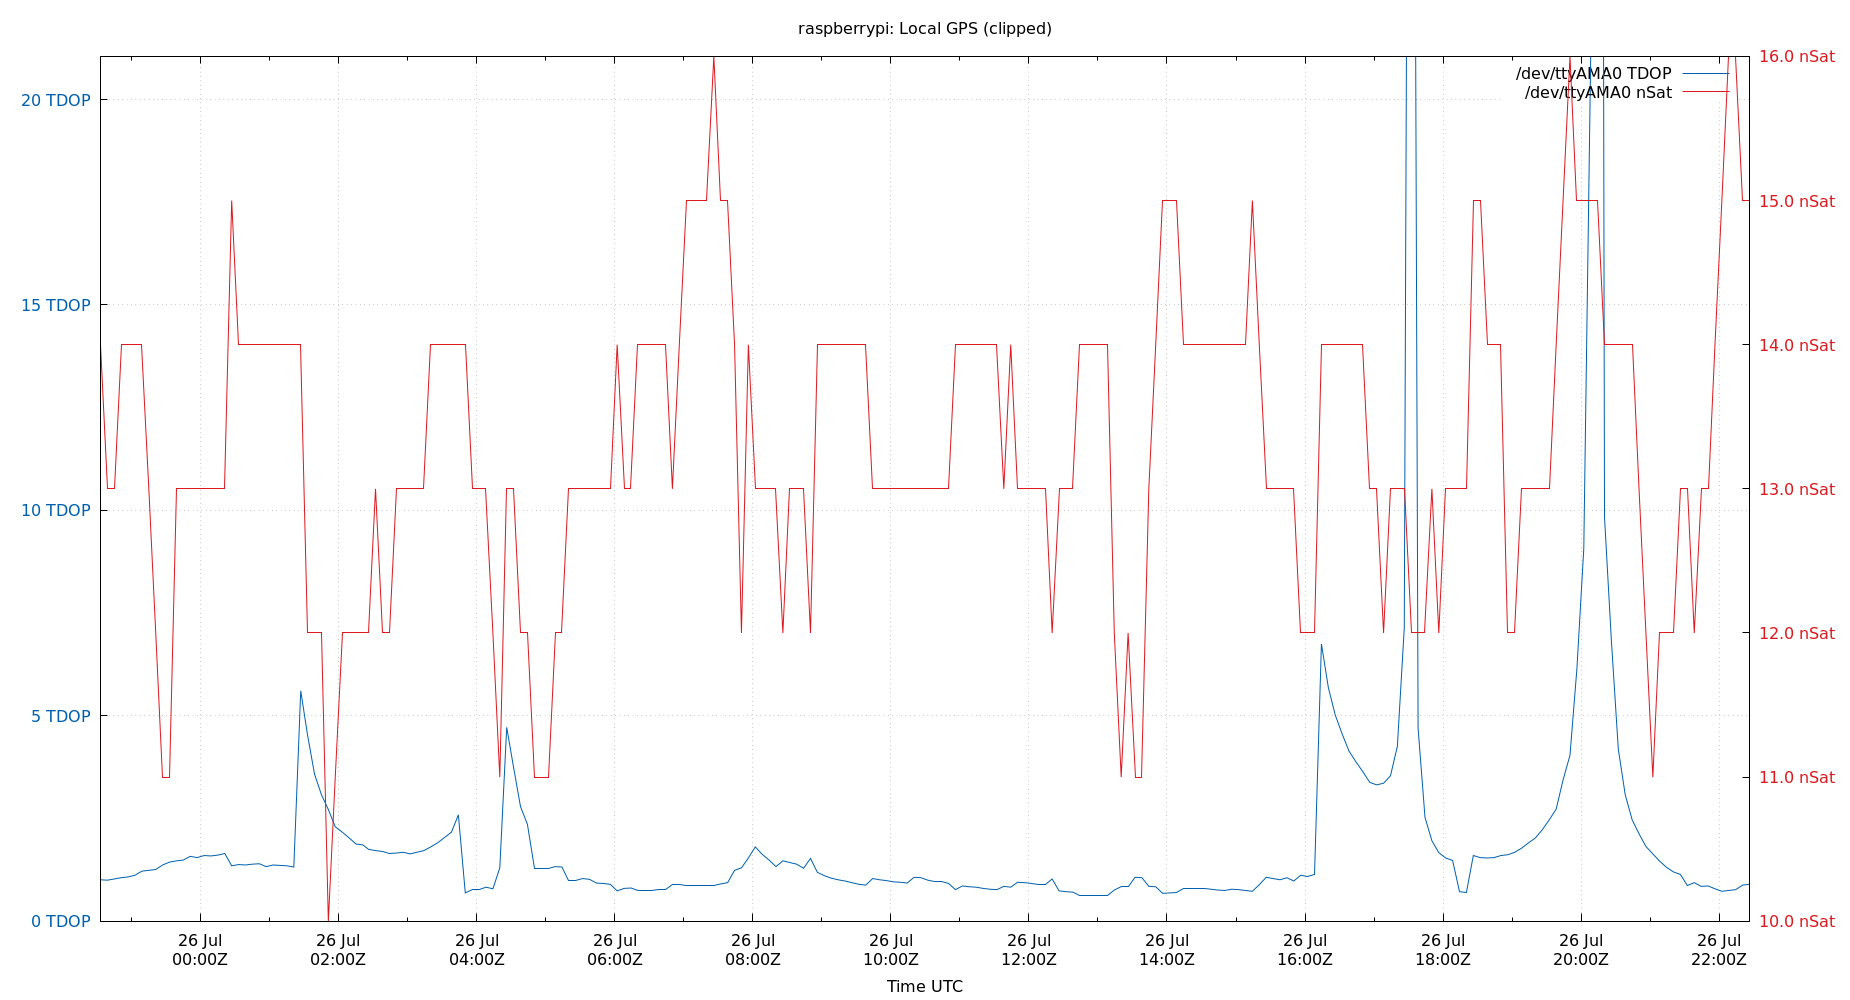 raspberrypi: Local GPS (clipped)
16.0 nSat
/dev/ttyAMA0 TDOP
/dev/ttyAMA0 nSat
20 TDOP
15.0 nSat
15 TDOP
14.0 nSat
13.0 nSat
10 TDOP
12.0 nSat
5 TDOP
11.0 nSat
0 TDOP
10.0 nSat
26 Jul 26 Jul 26 Jul 26 Jul 26 Jul 26 Jul 26 Jul 26 Jul 26 Jul 26 Jul 26 Jul 26 Jul
00:00Z 02:00Z 04:00Z 06:00Z 08:00Z 10:00Z 12:00Z 14:00Z 16:00Z 18:00Z 20:00Z 22:00Z
Time UTC